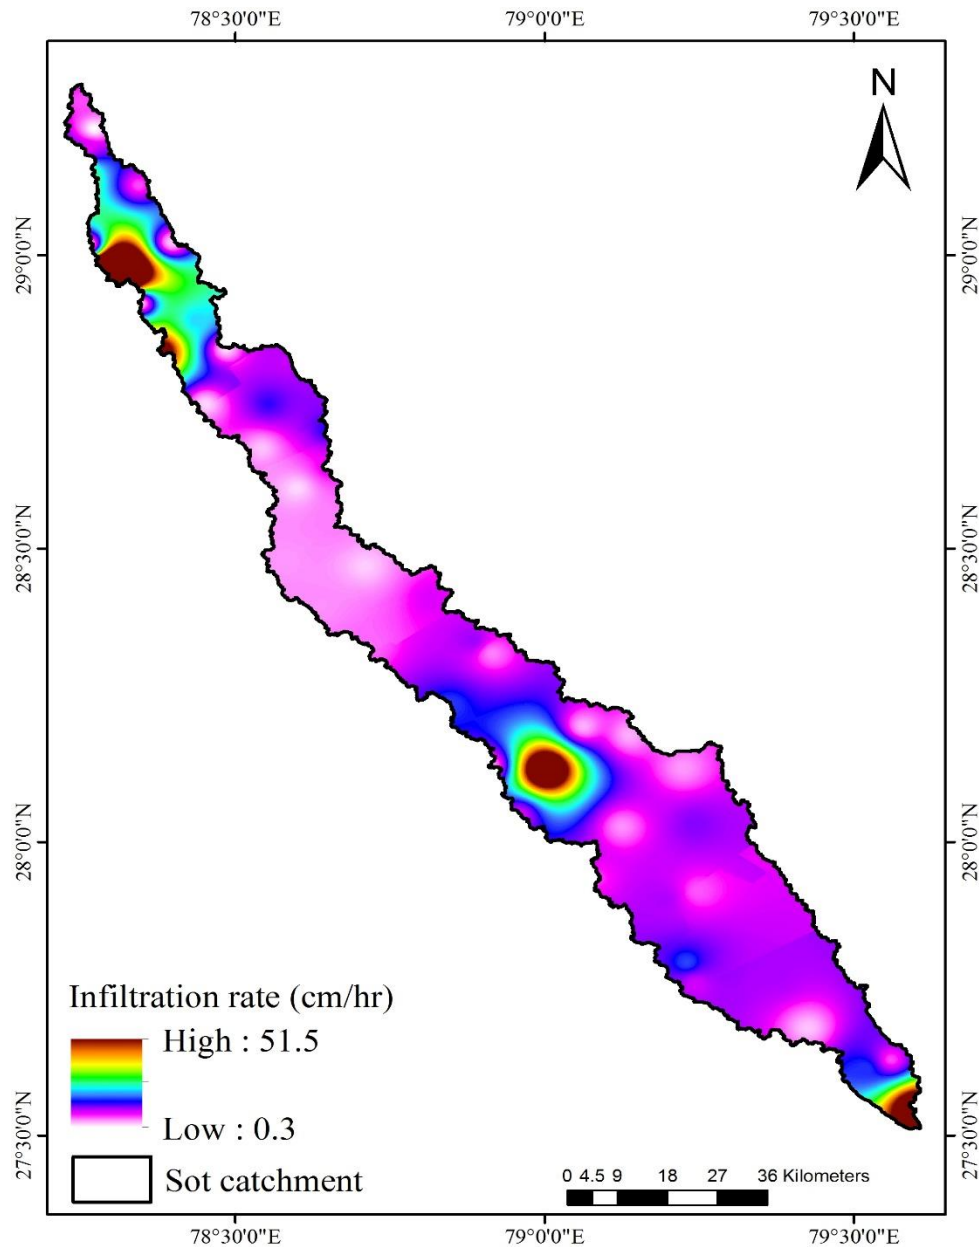 78°30'0"E 79°0'0"E 79°30'0"E
N
29°0'0"N 29°0'0"N
28°30'0"N 28°30'0"N
28°0'0"N 28°0'0"N
27°30'0"N 27°30'0"N
Infiltration rate (cm/hr)
High : 51.5
Low : 0.3
Sot catchment
0 4.5 9 18 27 36 Kilometers
78°30'0"E 79°0'0"E 79°30'0"E